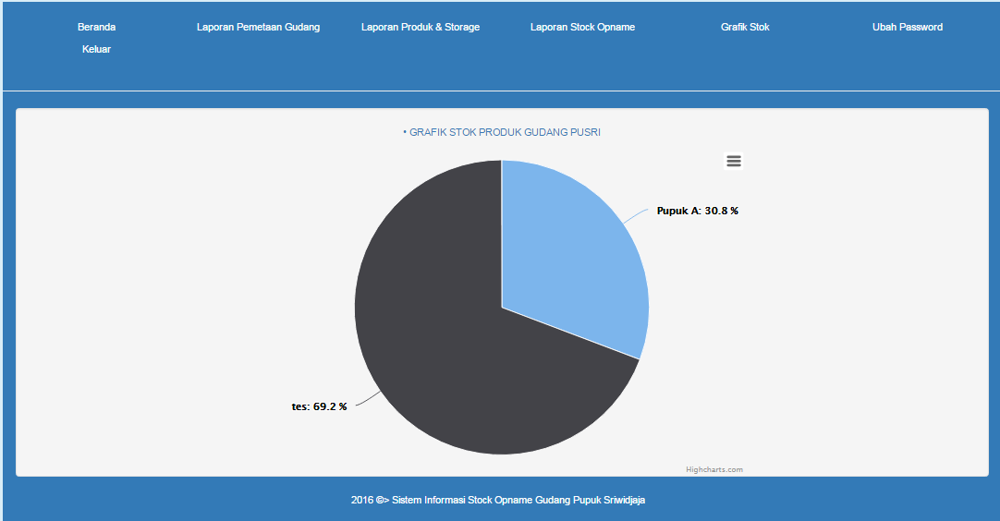 Beranda Laporan Pemetaan Gudang Laporan Produk & Storage Laporan Stock Opname Grafik Stok Ubah Password
Keluar
• GRAFIK STOK PRODUK GUDANG PUSRI
Pupuk A: 30.8 %
tes: 69.2 %
Highcharts.com
2016 ©> Sistem Informasi Stock Opname Gudang Pupuk Sriwidjaja